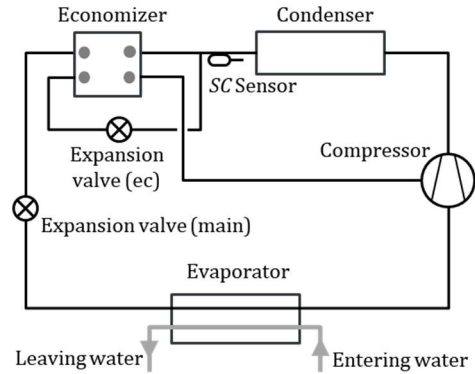 Economizer
Condenser
SC Sensor
Expansion
valve (ec)
Compressor
Expansion valve (main)
Evaporator
Leaving water
Entering water